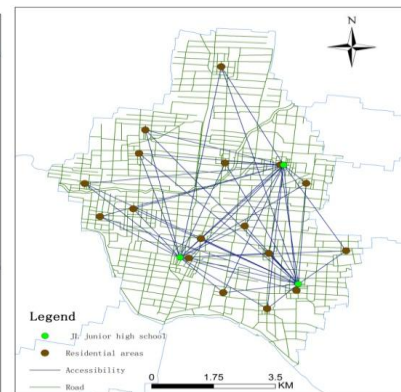 N
Legend
JL junior high school
Residential areas
Accessibility
Road
0 1.75 3.5
KM